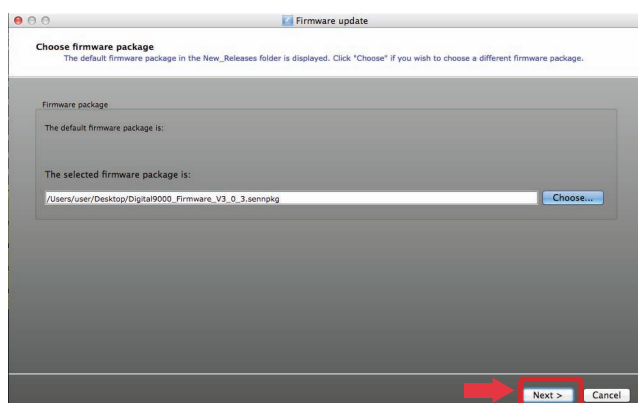 Firmware update
Choose firmware package
The default firmware package in the New_Releases folder is displayed. Click "Choose" if you wish to choose a different firmware package.
Firmware package
The default firmware package is:
The selected firmware package is:
/Users/user/Desktop/Digital9000_Firmware_V3_0_3.sennpkg
Choose...
Next > Cancel